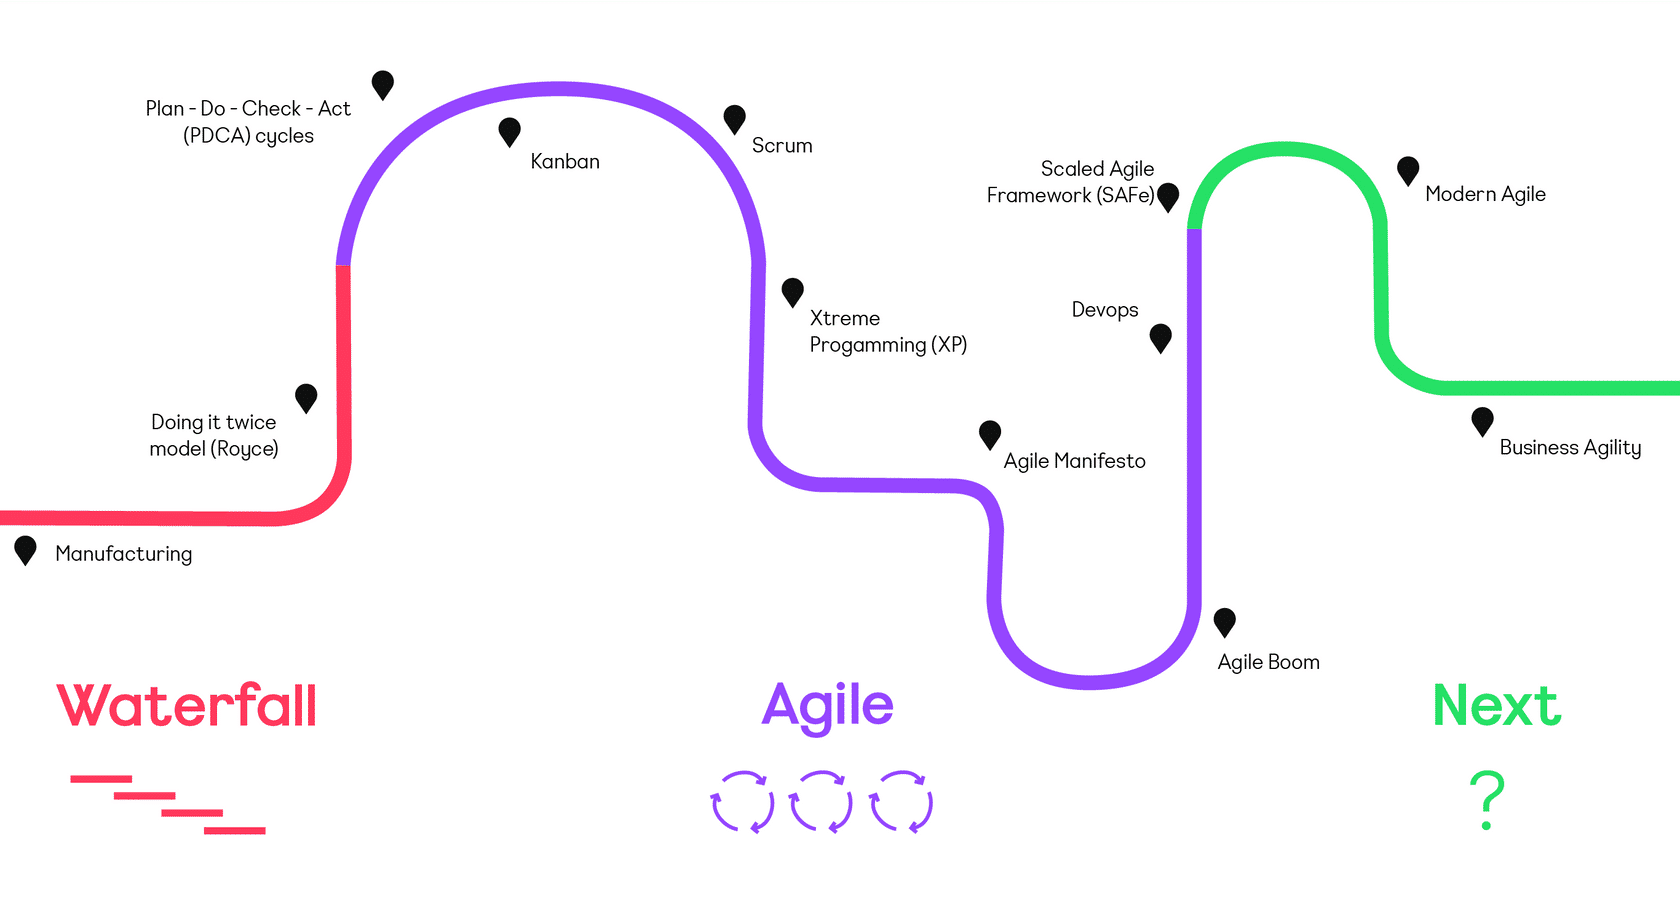 Plan - Do - Check - Act
(PDCA) cycles
Kanban
Scrum
Scaled Agile
Framework (SAFe)
Modern Agile
Xtreme
Progamming (XP)
Devops
Doing it twice
model (Royce)
Agile Manifesto
Business Agility
Manufacturing
Agile Boom
Waterfall
Agile
Next
?